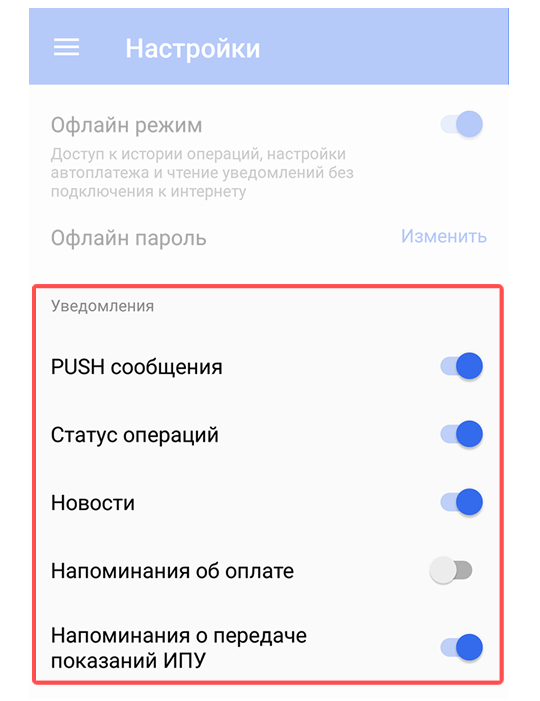 Настройки
Офлайн режим
Доступ к истории операций, настройки
автоплатежа и чтение уведомлений без
подключения к интернету
Офлайн пароль
Изменить
Уведомления
PUSH сообщения
Статус операций
Новости
Напоминания об оплате
Напоминания о передаче
показаний ИПУ